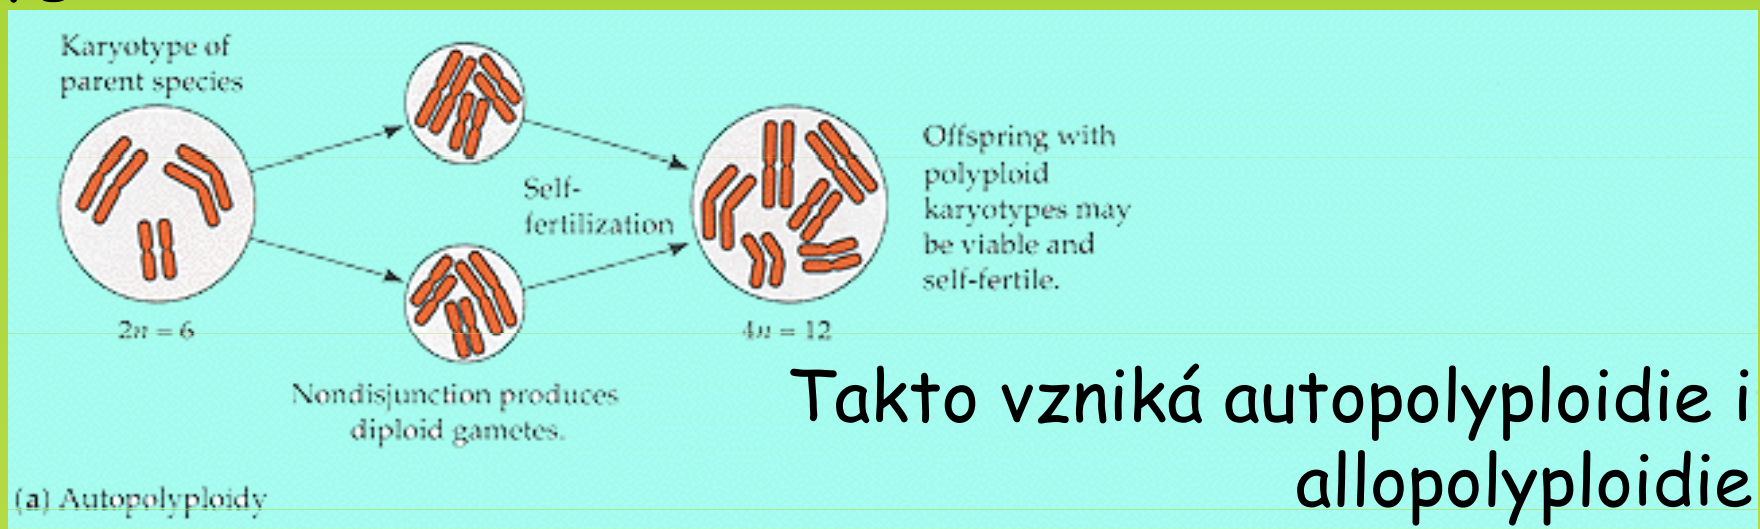 Karyotype of
parent species
Self-
fertilization
Offspring with
polyploid
karyotypes may
be viable and
self-fertile.
2n = 6
4n = 12
Nondisjunction produces
diploid gametes.
Takto vzniká autopolyploidie i
allopolyploidie
(a) Autopolyploidy